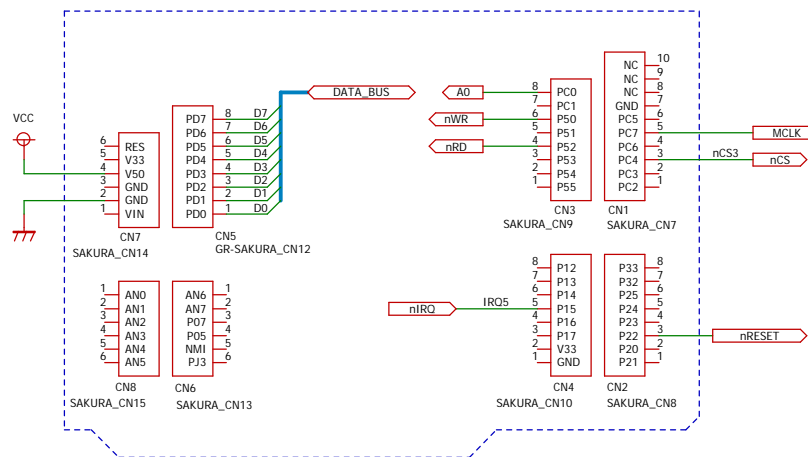 VCC
6 RES
5 V33
4 V50
3 GND
2 GND
1 VIN
CN7
SAKURA_CN14
PD7 8 D7
PD6 7 D6
PD5 6 D5
PD4 5 D4
PD3 4 D3
PD2 3 D2
PD1 2 D1
PD0 1 D0
CN5
GR-SAKURA_CN12
DATA_BUS
A0
nWR
nRD
8 PC0
7 PC1
6 P50
5 P51
4 P52
3 P53
2 P54
1 P55
CN3
SAKURA_CN9
NC 10
NC 9
NC 8
GND 7
PC5 6
PC7 5
PC6 4
PC4 3
PC3 2
PC2 1
CN1
SAKURA_CN7
MCLK
nCS3
nCS
1 AN0
2 AN1
3 AN2
4 AN3
5 AN4
6 AN5
CN8
SAKURA_CN15
AN6 1
AN7 2
P07 3
P05 4
NMI 5
PJ3 6
CN6
SAKURA_CN13
nIRQ
IRQ5
8 P12
7 P13
6 P14
5 P15
4 P16
3 P17
2 V33
1 GND
CN4
SAKURA_CN10
P33 8
P32 7
P25 6
P24 5
P23 4
P22 3
P20 2
P21 1
CN2
SAKURA_CN8
nRESET